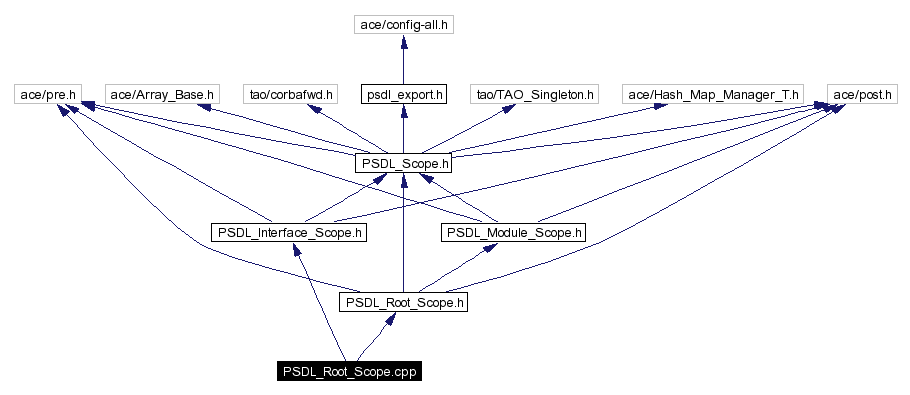 ace/config-all.h
ace/pre.h
ace/Array_Base.h
tao/corbafwd.h
psdl_export.h
tao/TAO_Singleton.h
ace/Hash_Map_Manager_T.h
ace/post.h
PSDL_Scope.h
PSDL_Interface_Scope.h
PSDL_Module_Scope.h
PSDL_Root_Scope.h
PSDL_Root_Scope.cpp